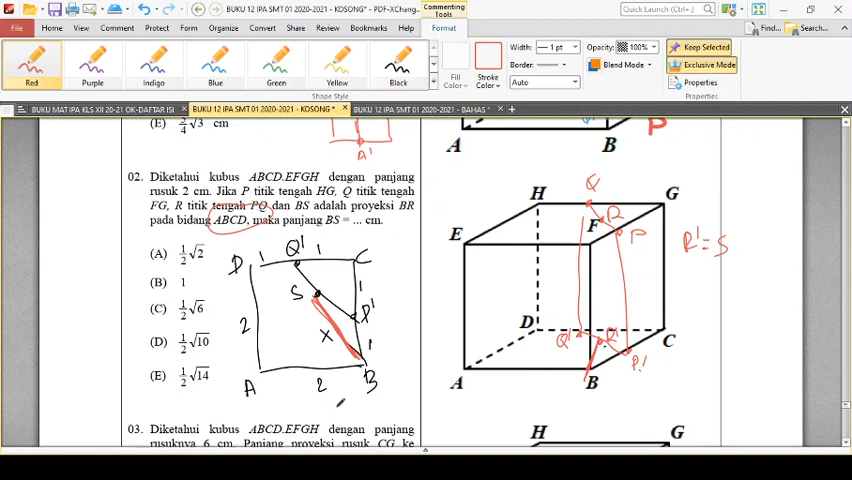 BUKU 12 IPA SMT 01 2020-2021 - KOSONG* - PDF-XChang
Commenting Tools
File Home View Comment Protect Form Organize Convert Share Review Bookmarks Help Format
Find...
Search...
Red Purple Indigo Blue Green Yellow Black
Shape Style
Width: 1 pt
Border:
Auto
Opacity: 100%
Blend Mode
Fill Color
Stroke Color
Keep Selected
Exclusive Mode
Properties
BUKU MAT IPA KLS XII 20-21 OK-DAFTAR ISI
BUKU 12 IPA SMT 01 2020-2021 - KOSONG*
BUKU 12 IPA SMT 01 2020-2021 - BAHAS *
(E) 3/4 √3 cm
A'
A
B
P
02. Diketahui kubus ABCD.EFGH dengan panjang
rusuk 2 cm. Jika P titik tengah HG, Q titik tengah
FG, R titik tengah PQ dan BS adalah proyeksi BR
pada bidang ABCD, maka panjang BS = ... cm.
(A) 1/2 √2
(B) 1
(C) 1/2 √6
(D) 1/2 √10
(E) 1/2 √14
D 1 Q' 1 C
S 1
P'
2 X 1
A 2 B
Q
H G
R
F P
E
R' = S
D
Q' R' C
P'
A B
03. Diketahui kubus ABCD.EFGH dengan panjang
rusuknya 6 cm. Panjang proyeksi rusuk CG ke
H G